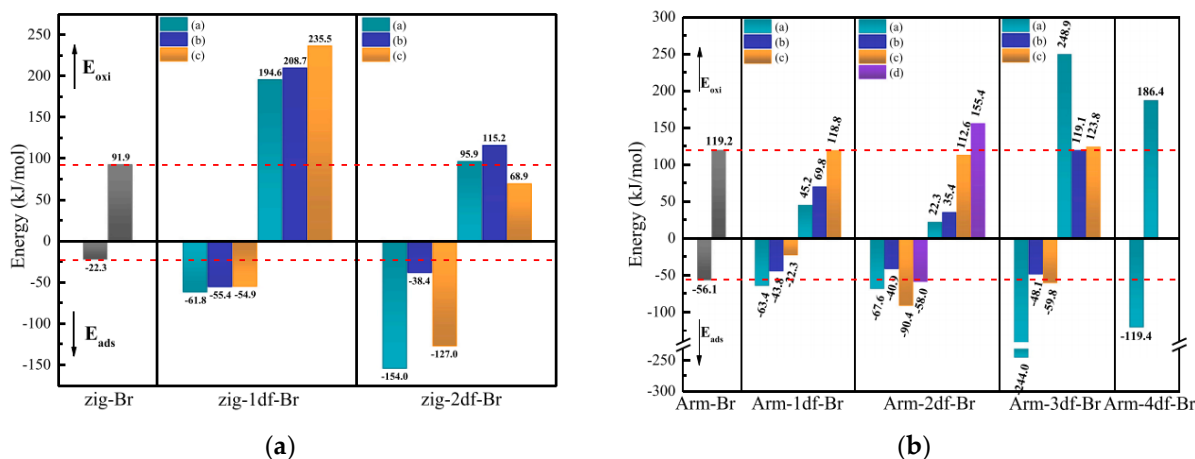 (a)
(b)
(c)
(a)
(b)
(c)
250
200
150
100
50
0
-50
-100
-150
Energy (kJ/mol)
E_oxi
E_ads
91.9
-22.3
194.6
208.7
235.5
-61.8
-55.4
-54.9
95.9
115.2
68.9
-154.0
-38.4
-127.0
zig-Br
zig-1df-Br
zig-2df-Br
(a)
300
250
200
150
100
50
0
-50
-100
-250
-300
Energy (kJ/mol)
E_oxi
E_ads
(a)
(b)
(c)
(a)
(b)
(c)
(d)
(a)
(b)
(c)
(a)
119.2
-56.1
45.2
69.8
118.8
-63.4
-43.8
-22.3
22.3
35.4
112.6
155.4
-67.6
-40.9
-90.4
-58.0
248.9
119.1
123.8
-244.0
-48.1
-59.8
186.4
-119.4
Arm-Br
Arm-1df-Br
Arm-2df-Br
Arm-3df-Br
Arm-4df-Br
(b)